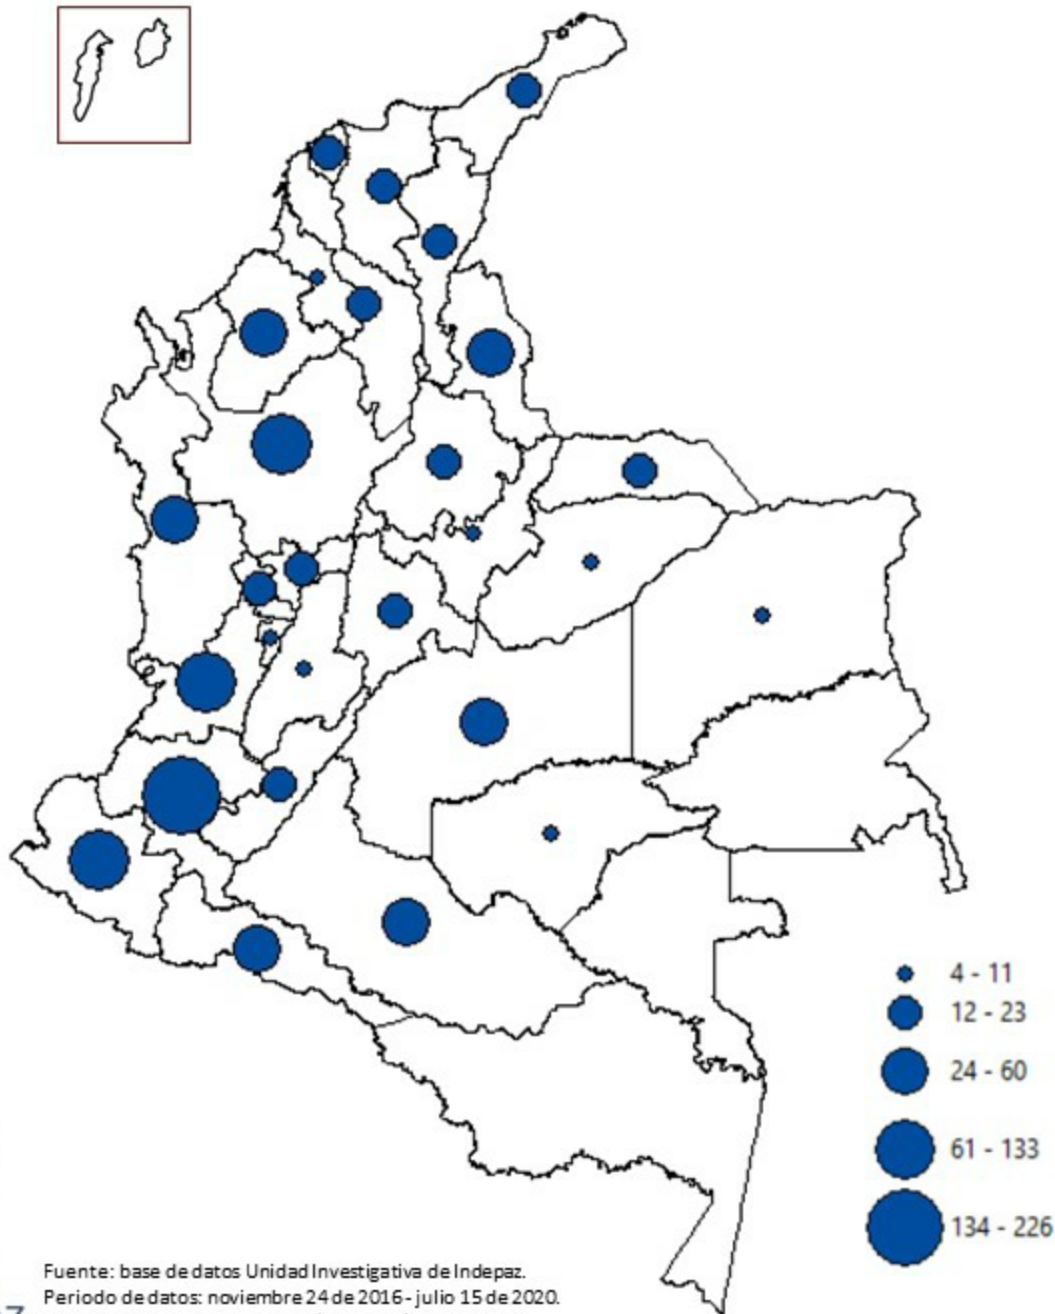 4 - 11
12 - 23
24 - 60
61 - 133
134 - 226
Fuente: base de datos Unidad Investigativa de Indepaz.
Periodo de datos: noviembre 24 de 2016 - julio 15 de 2020.